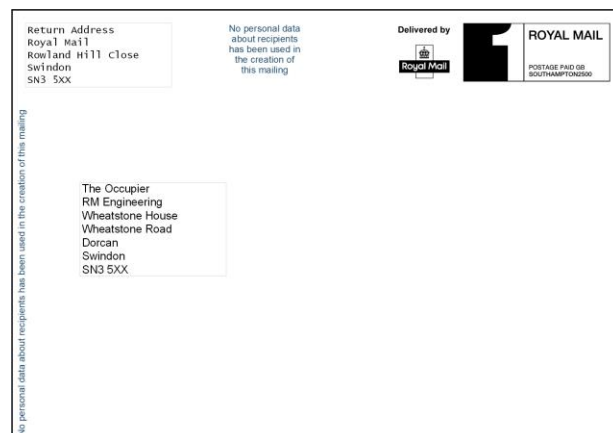 Return Address
Royal Mail
Rowland Hill Close
Swindon
SN3 5XX
No personal data
about recipients
has been used in
the creation of
this mailing
Delivered by
Royal Mail
1
ROYAL MAIL
POSTAGE PAID GB
SOUTHAMPTON2500
No personal data about recipients has been used in the creation of this mailing
The Occupier
RM Engineering
Wheatstone House
Wheatstone Road
Dorcan
Swindon
SN3 5XX